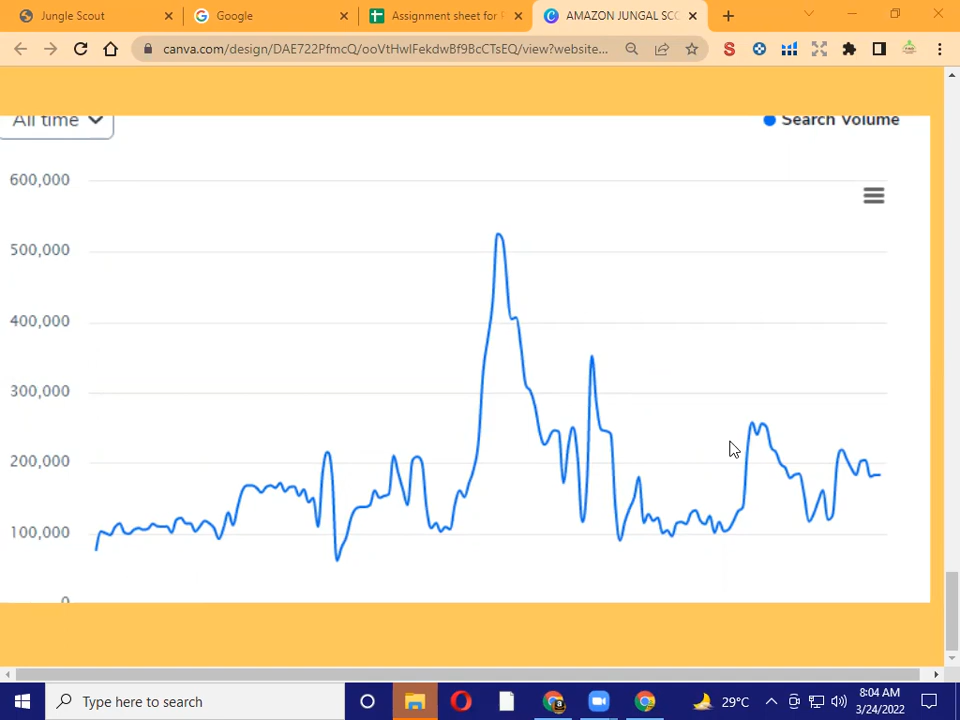 Jungle Scout
Google
Assignment sheet for F
AMAZON JUNGAL SCO
canva.com/design/DAE722PfmcQ/ooVtHwIFekdwBf9BcCTsEQ/view?website...
All time
Search Volume
600,000
500,000
400,000
300,000
200,000
100,000
0
Type here to search
29°C
8:04 AM
3/24/2022